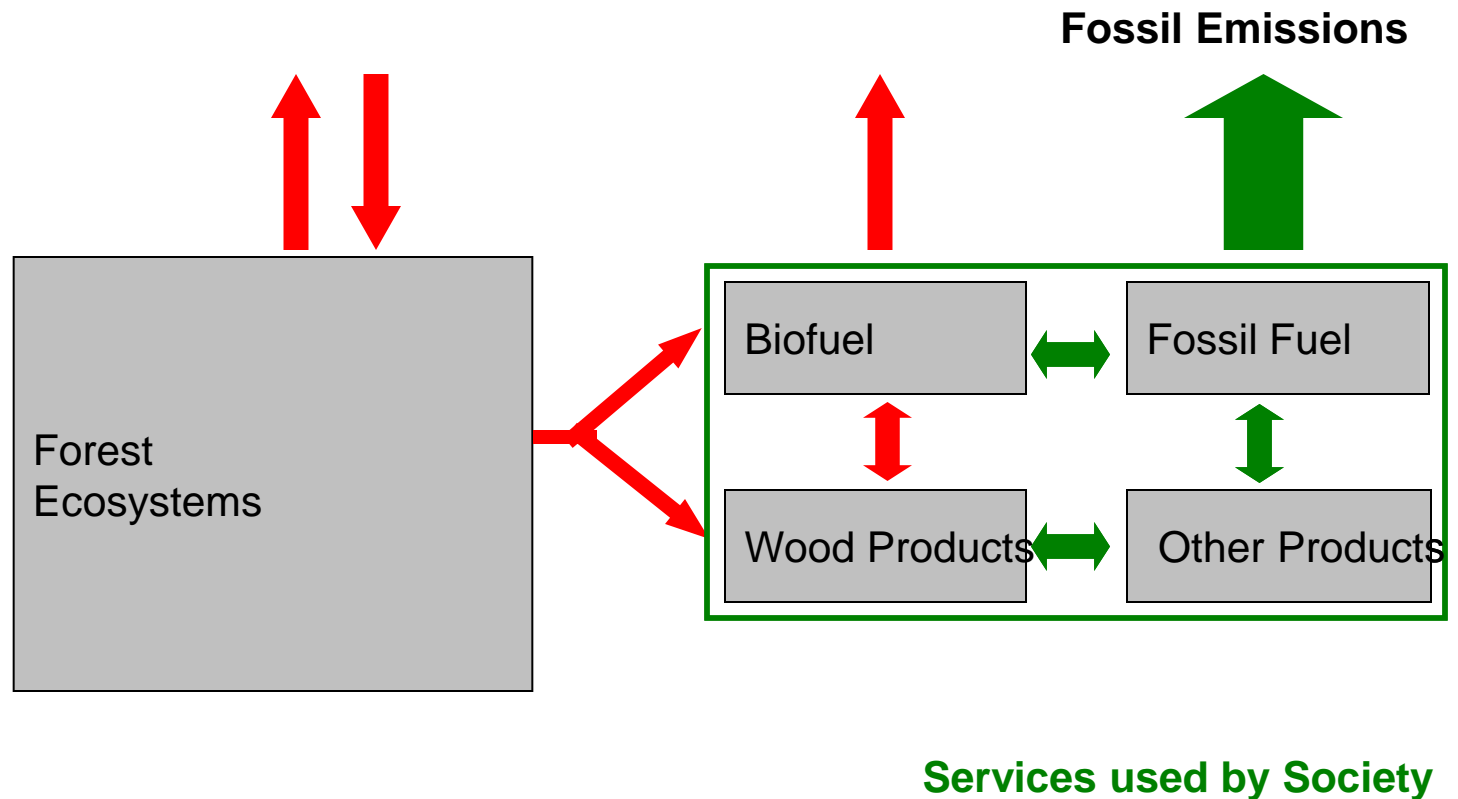 Fossil Emissions
Biofuel
Fossil Fuel
Forest
Ecosystems
Wood Products
Other Products
Services used by Society